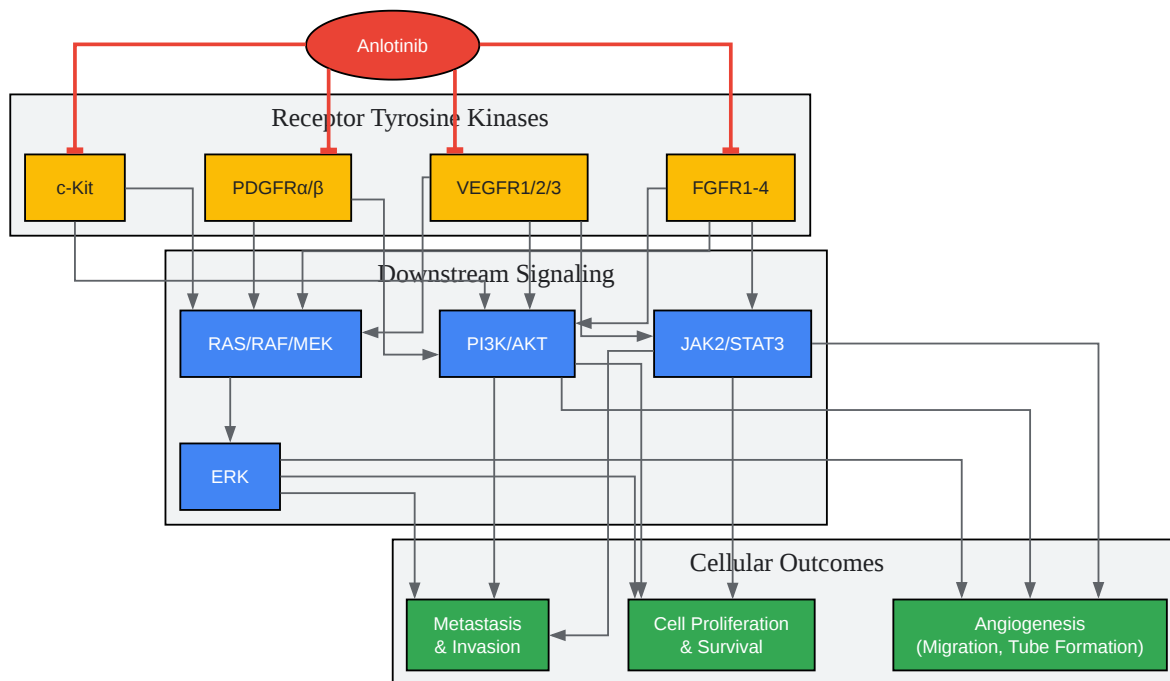 Anlotinib
Receptor Tyrosine Kinases
c-Kit
PDGFRα/β
VEGFR1/2/3
FGFR1-4
Downstream Signaling
RAS/RAF/MEK
PI3K/AKT
JAK2/STAT3
ERK
Cellular Outcomes
Metastasis
& Invasion
Cell Proliferation
& Survival
Angiogenesis
(Migration, Tube Formation)